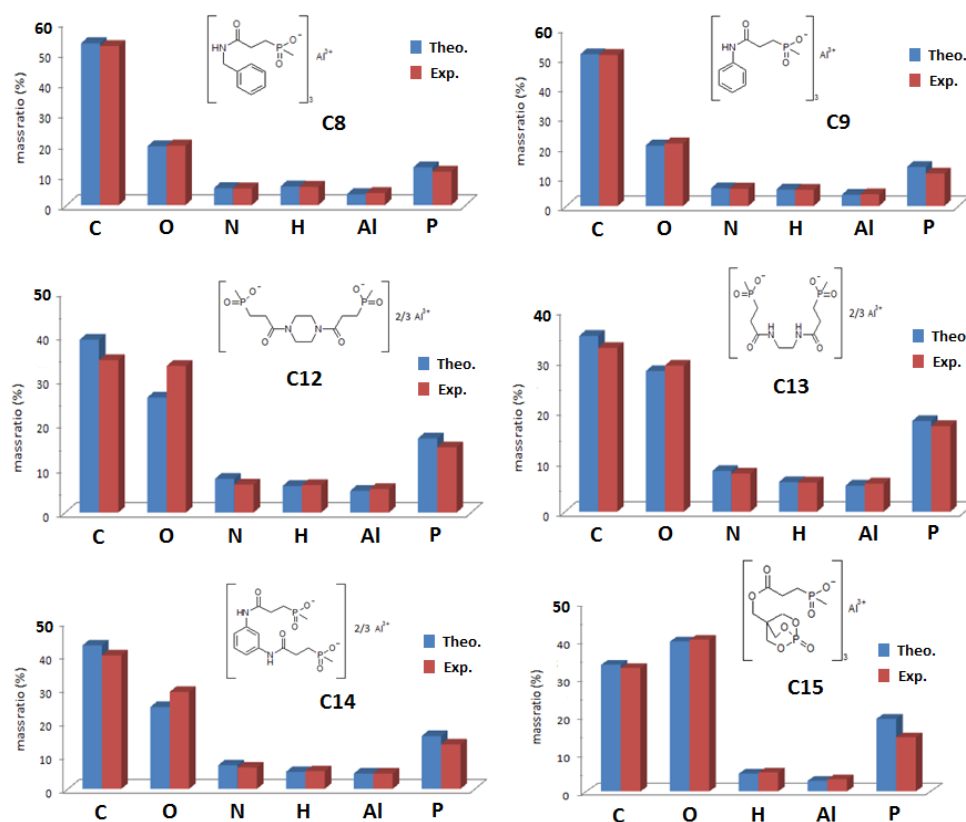 60
50
40
30
20
10
0
massratio (%)
O
O⁻
HN
P
O
Al³⁺
3
Theo.
Exp.
C8
C O N H Al P
60
50
40
30
20
10
0
massratio (%)
O
O⁻
HN
P
O
Al³⁺
3
Theo.
Exp.
C9
C O N H Al P
50
40
30
20
10
0
massratio (%)
O⁻ O⁻
O=P P=O
N N
O O
2/3 Al³⁺
Theo.
Exp.
C12
C O N H Al P
40
30
20
10
0
massratio (%)
O⁻ O⁻
O=P P=O
H H
N N
O O
2/3 Al³⁺
Theo.
Exp.
C13
C O N H Al P
50
40
30
20
10
0
massratio (%)
O
O⁻
HN
P
O
O
O⁻
N
H
P
O
2/3 Al³⁺
Theo.
Exp.
C14
C O N H Al P
50
40
30
20
10
0
massratio (%)
O
O⁻
O
P
O
O
O
O
P
O
Al³⁺
3
Theo.
Exp.
C15
C O H Al P